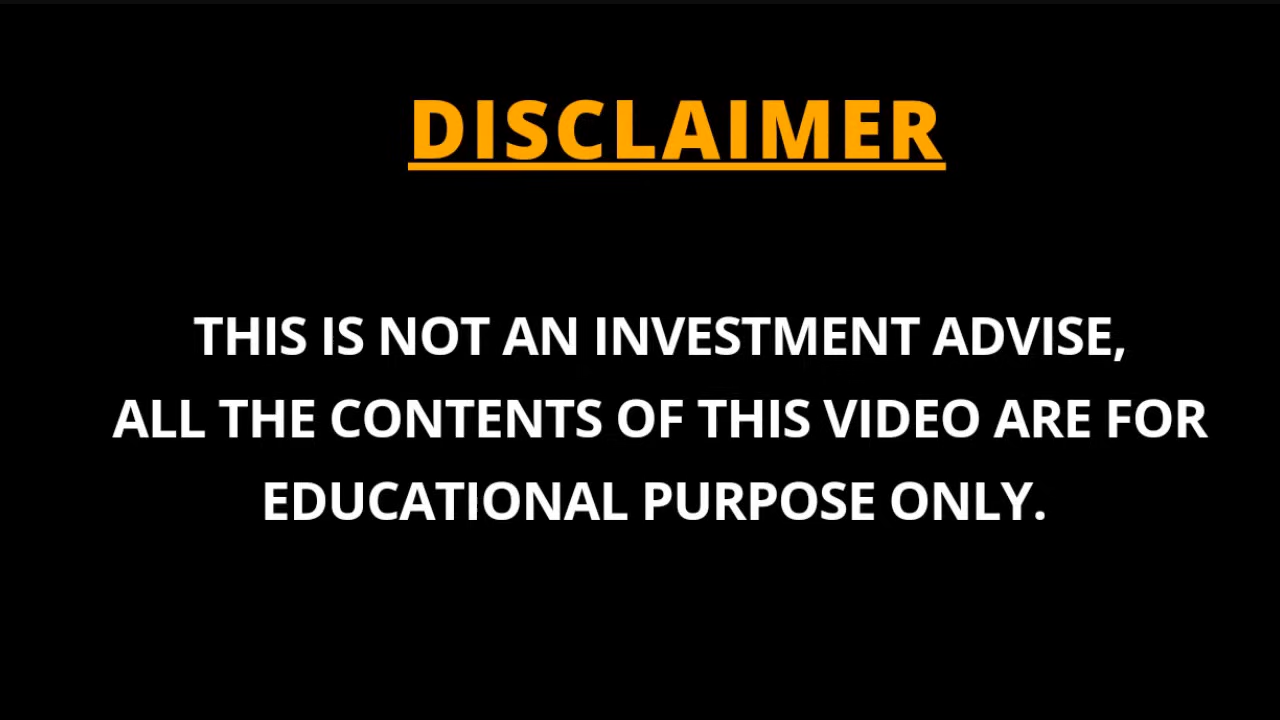 DISCLAIMER
THIS IS NOT AN INVESTMENT ADVISE,
ALL THE CONTENTS OF THIS VIDEO ARE FOR
EDUCATIONAL PURPOSE ONLY.